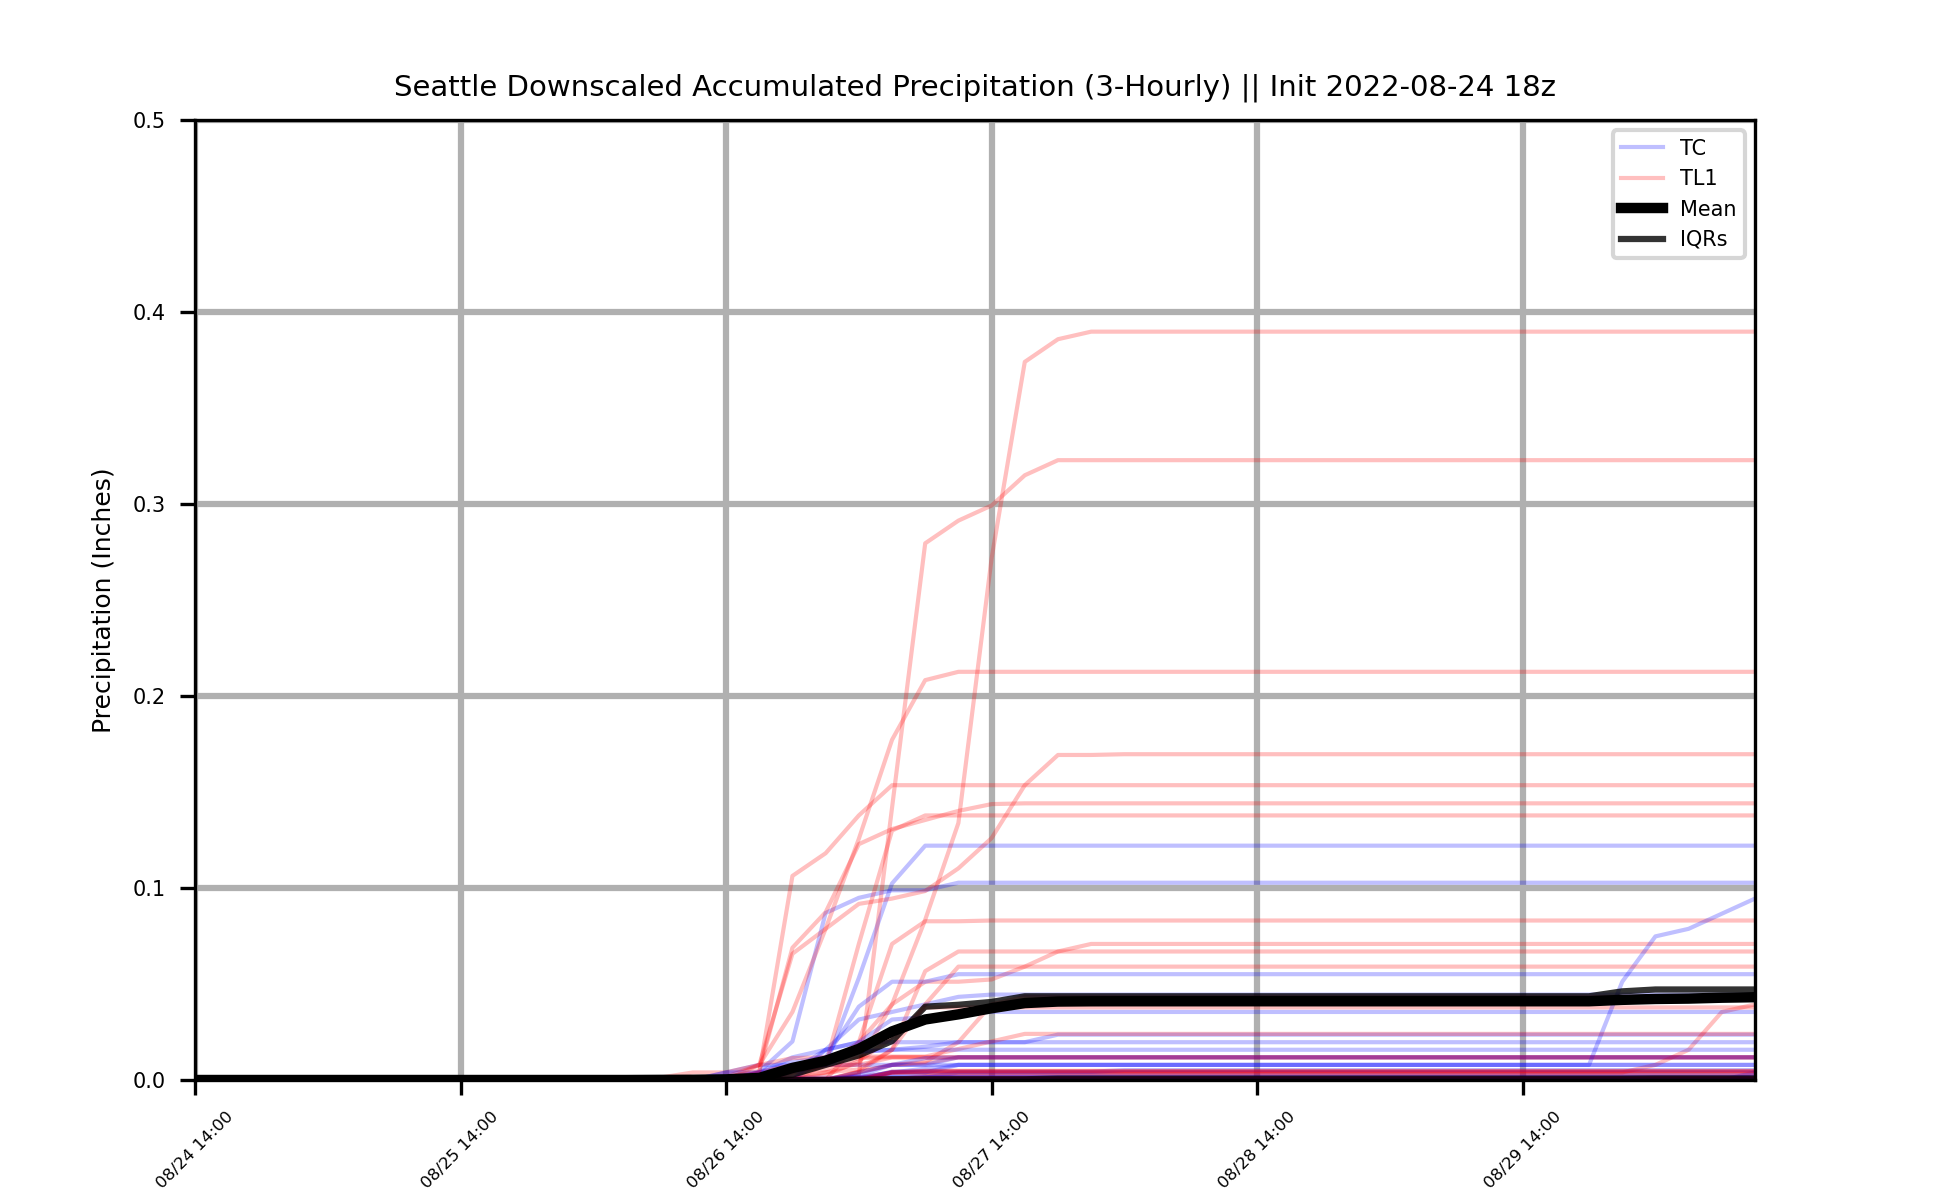 Seattle Downscaled Accumulated Precipitation (3-Hourly) || Init 2022-08-24 18z
TC
TL1
Mean
IQRs
Precipitation (Inches)
0.5
0.4
0.3
0.2
0.1
0.0
08/24 14:00
08/25 14:00
08/26 14:00
08/27 14:00
08/28 14:00
08/29 14:00